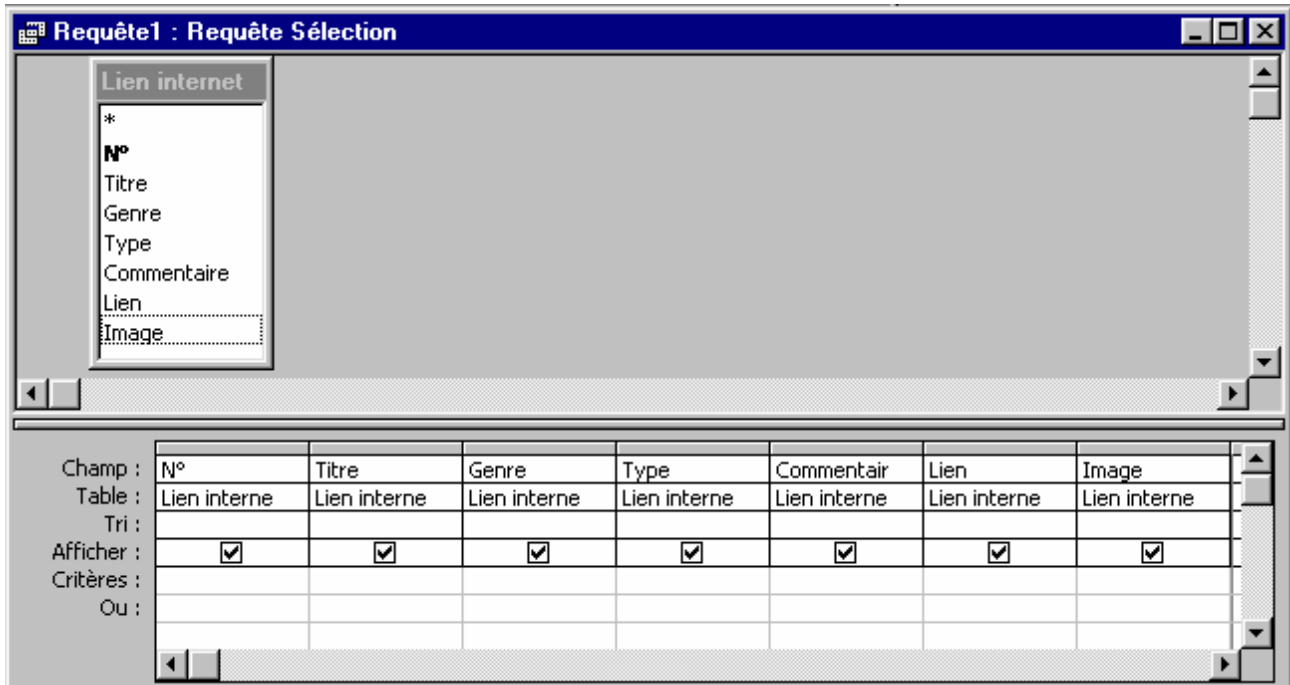 Requête1 : Requête Sélection
Lien internet
*
N°
Titre
Genre
Type
Commentaire
Lien
Image
Champ : N° Titre Genre Type Commentair Lien Image
Table : Lien interne Lien interne Lien interne Lien interne Lien interne Lien interne Lien interne
Tri :
Afficher :
Critères :
Ou :